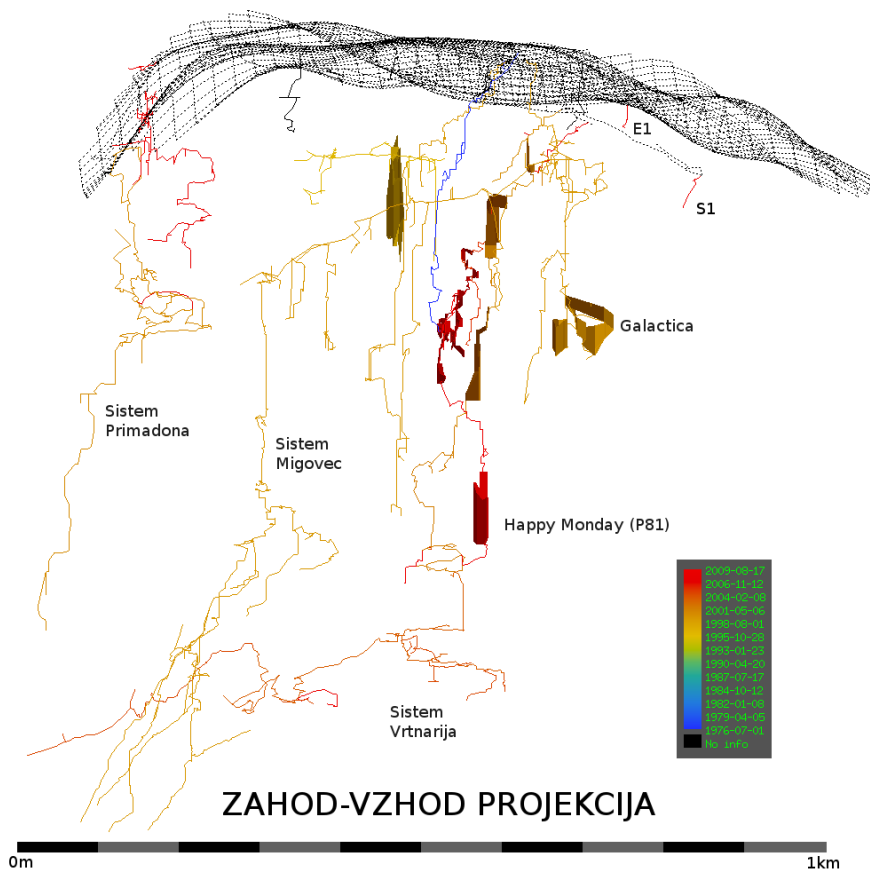 E1
S1
Galactica
Sistem
Primadona
Sistem
Migovec
Happy Monday (P81)
2009-08-17
2006-11-12
2004-02-08
2001-05-06
1998-08-01
1995-10-28
1993-01-23
1990-04-20
1987-07-17
1984-10-12
1982-01-08
1979-04-05
1976-07-01
No info
Sistem
Vrtnarija
ZAHOD-VZHOD PROJEKCIJA
0m
1km